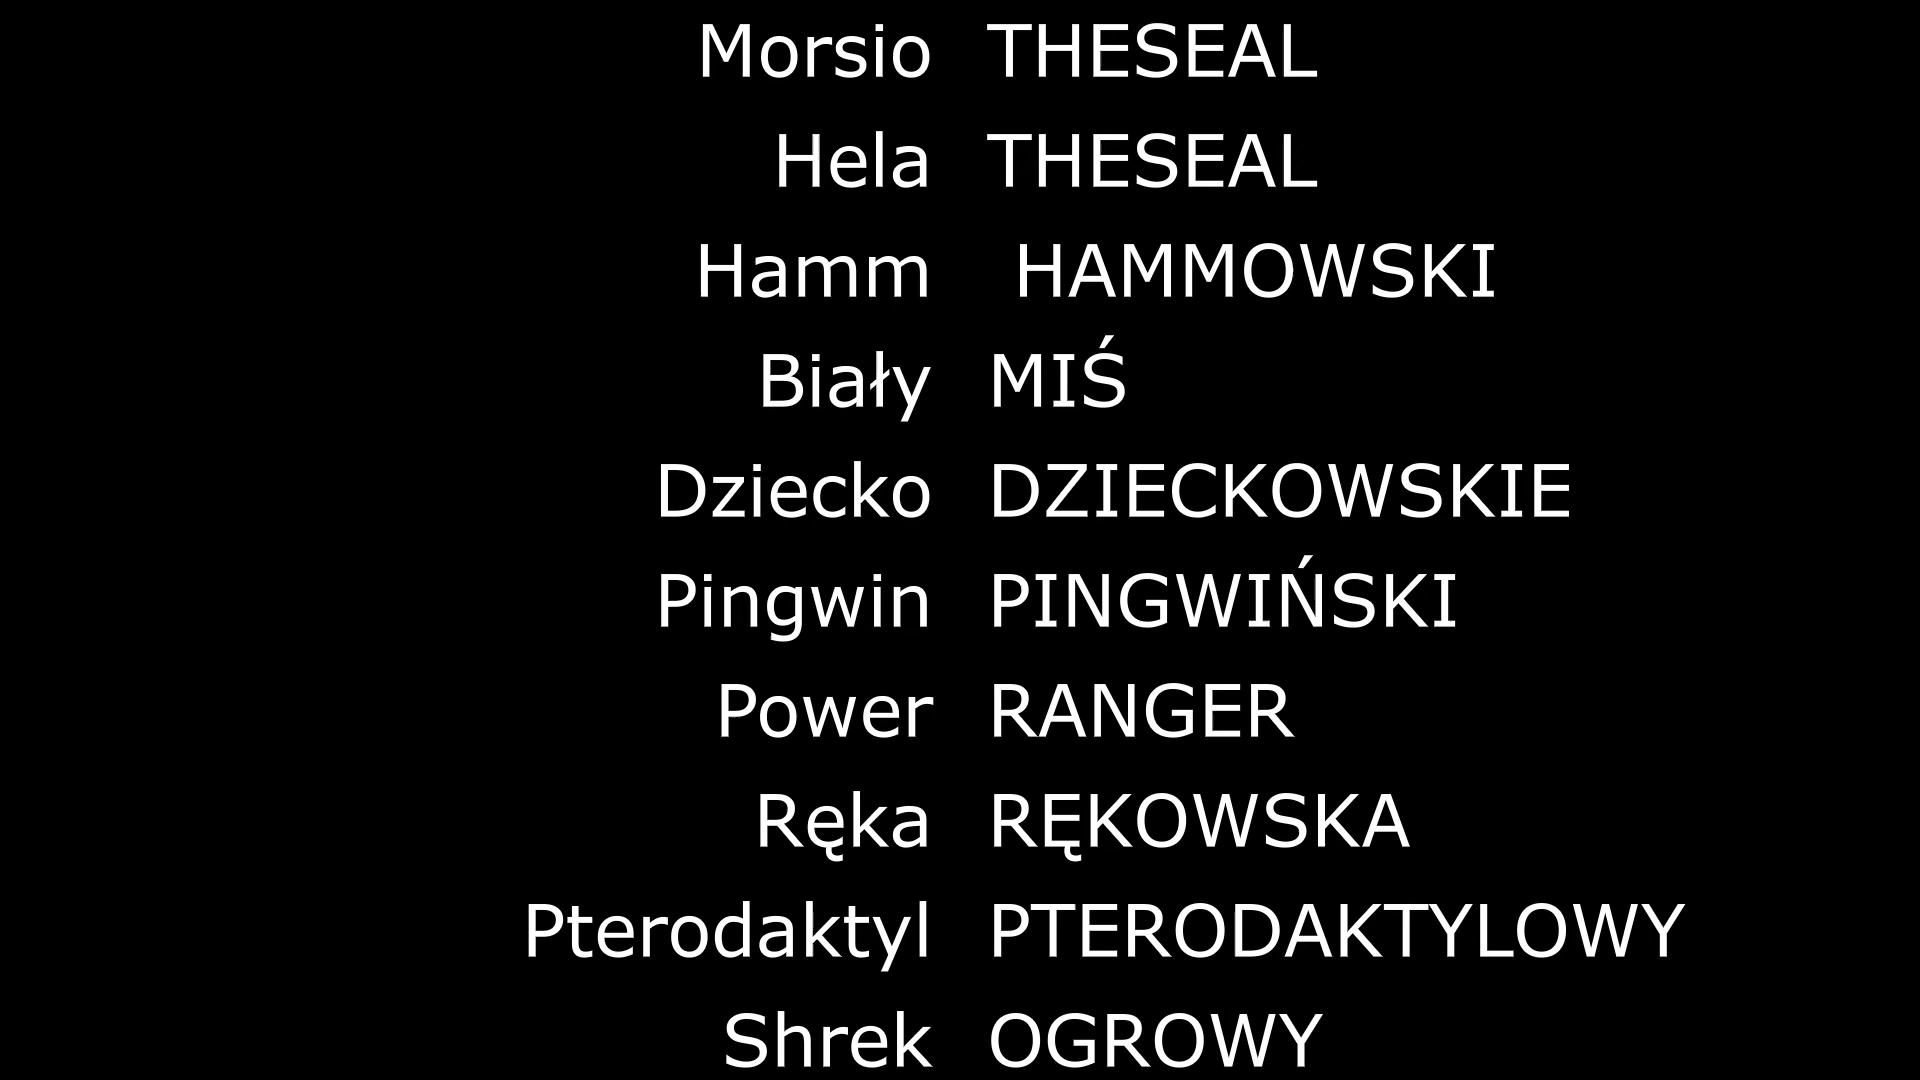 Morsio THESEAL
Hela THESEAL
Hamm HAMMOWSKI
Biały MIŚ
Dziecko DZIECKOWSKIE
Pingwin PINGWIŃSKI
Power RANGER
Ręka RĘKOWSKA
Pterodaktyl PTERODAKTYLOWY
Shrek OGROWY